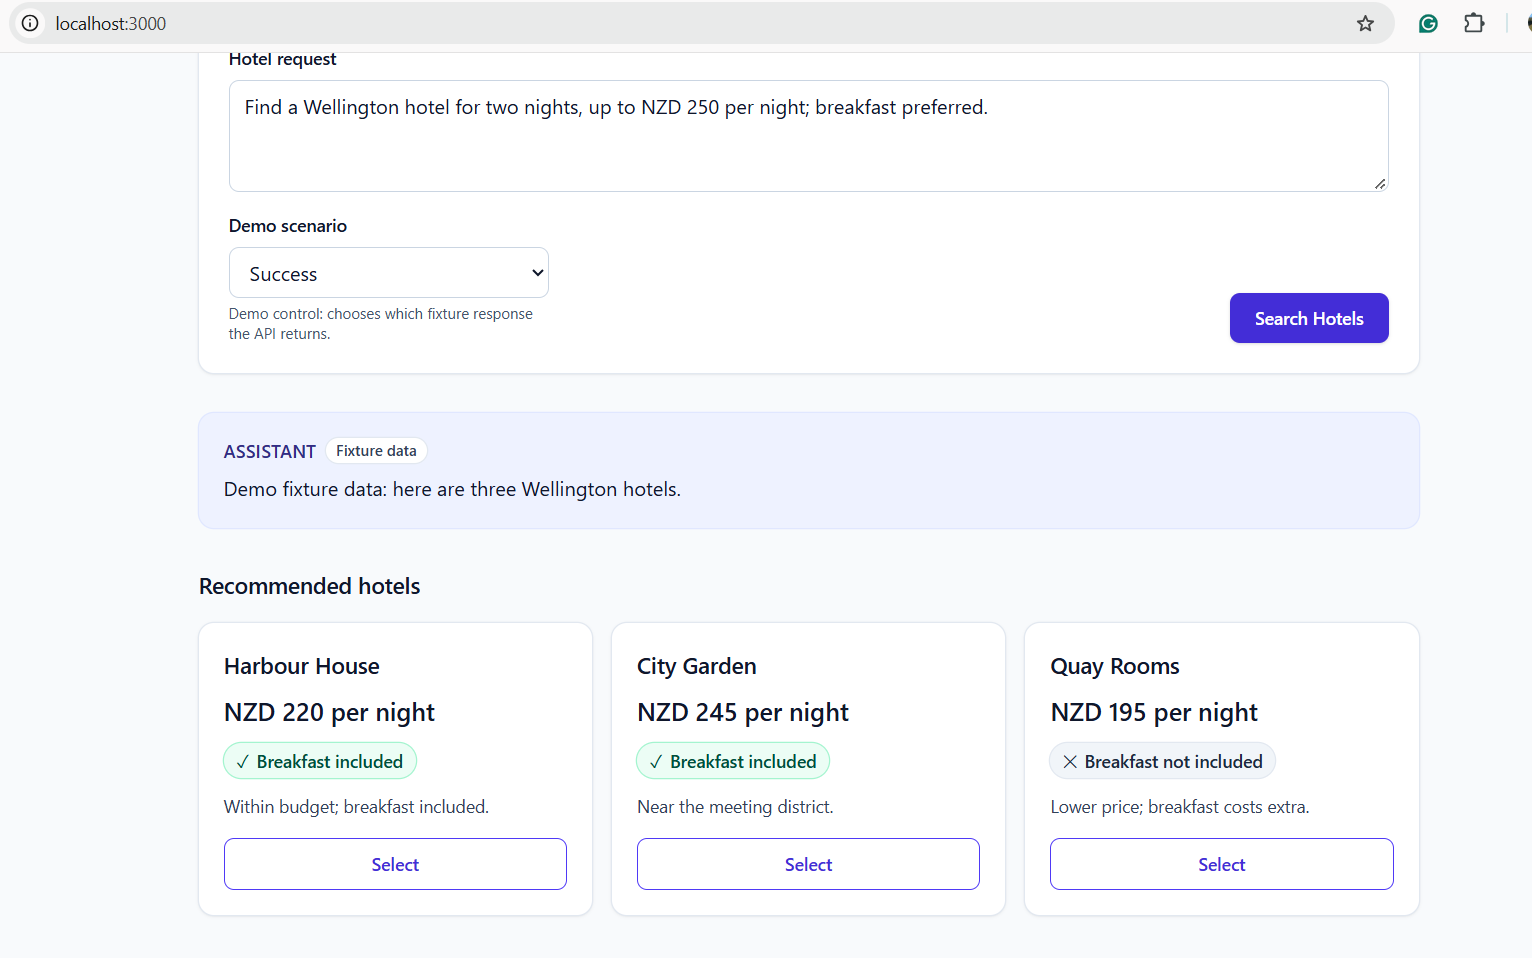 localhost:3000
Hotel request
Find a Wellington hotel for two nights, up to NZD 250 per night; breakfast preferred.
Demo scenario
Success
Demo control: chooses which fixture response
the API returns.
Search Hotels
ASSISTANT Fixture data
Demo fixture data: here are three Wellington hotels.
Recommended hotels
Harbour House
NZD 220 per night
✓ Breakfast included
Within budget; breakfast included.
Select
City Garden
NZD 245 per night
✓ Breakfast included
Near the meeting district.
Select
Quay Rooms
NZD 195 per night
✕ Breakfast not included
Lower price; breakfast costs extra.
Select